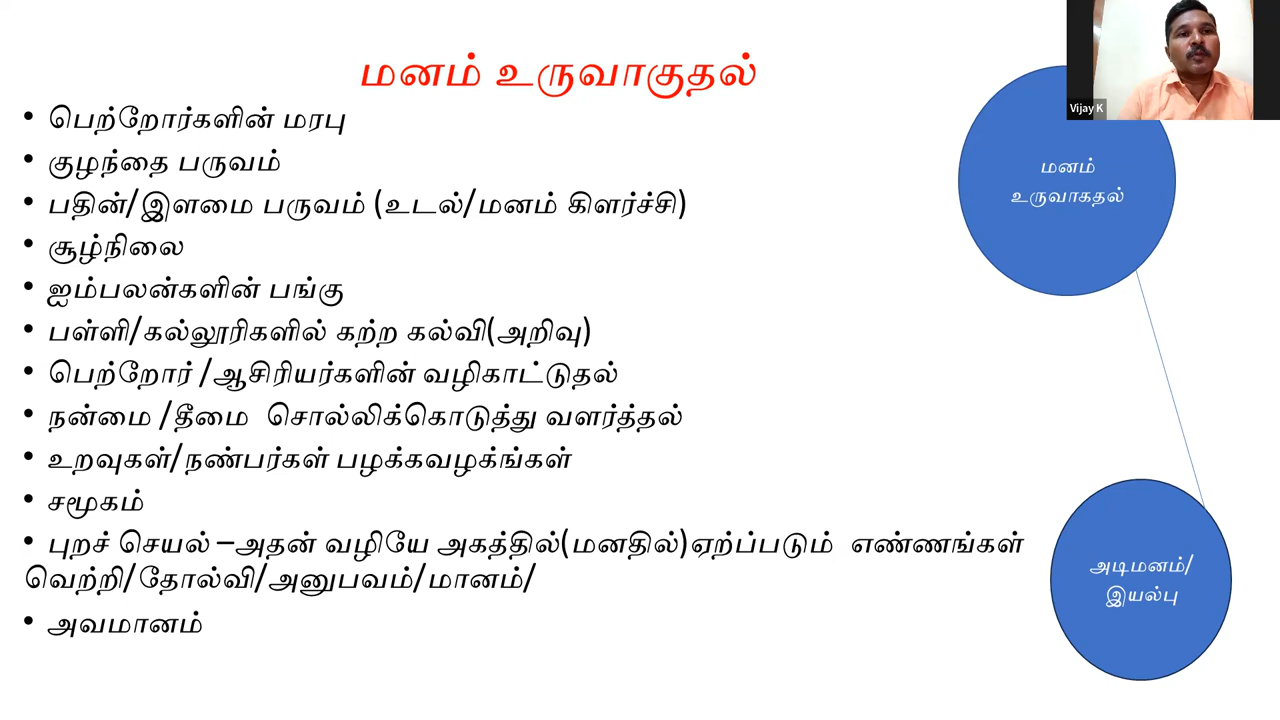 மனம் உருவாகுதல்
• பெற்றோர்களின் மரபு
• குழந்தை பருவம்
• பதின்/இளமை பருவம் (உடல்/மனம் கிளர்ச்சி)
• சூழ்நிலை
• ஐம்பலன்களின் பங்கு
• பள்ளி/கல்லூரிகளில் கற்ற கல்வி(அறிவு)
• பெற்றோர் /ஆசிரியர்களின் வழிகாட்டுதல்
• நன்மை /தீமை சொல்லிக்கொடுத்து வளர்த்தல்
• உறவுகள்/நண்பர்கள் பழக்கவழக்ங்கள்
• சமூகம்
• புறச் செயல் –அதன் வழியே அகத்தில்(மனதில்)ஏற்ப்படும் எண்ணங்கள்
வெற்றி/தோல்வி/அனுபவம்/மானம்/
• அவமானம்
Vijay K
மனம்
உருவாகதல்
அடிமனம்/
இயல்பு